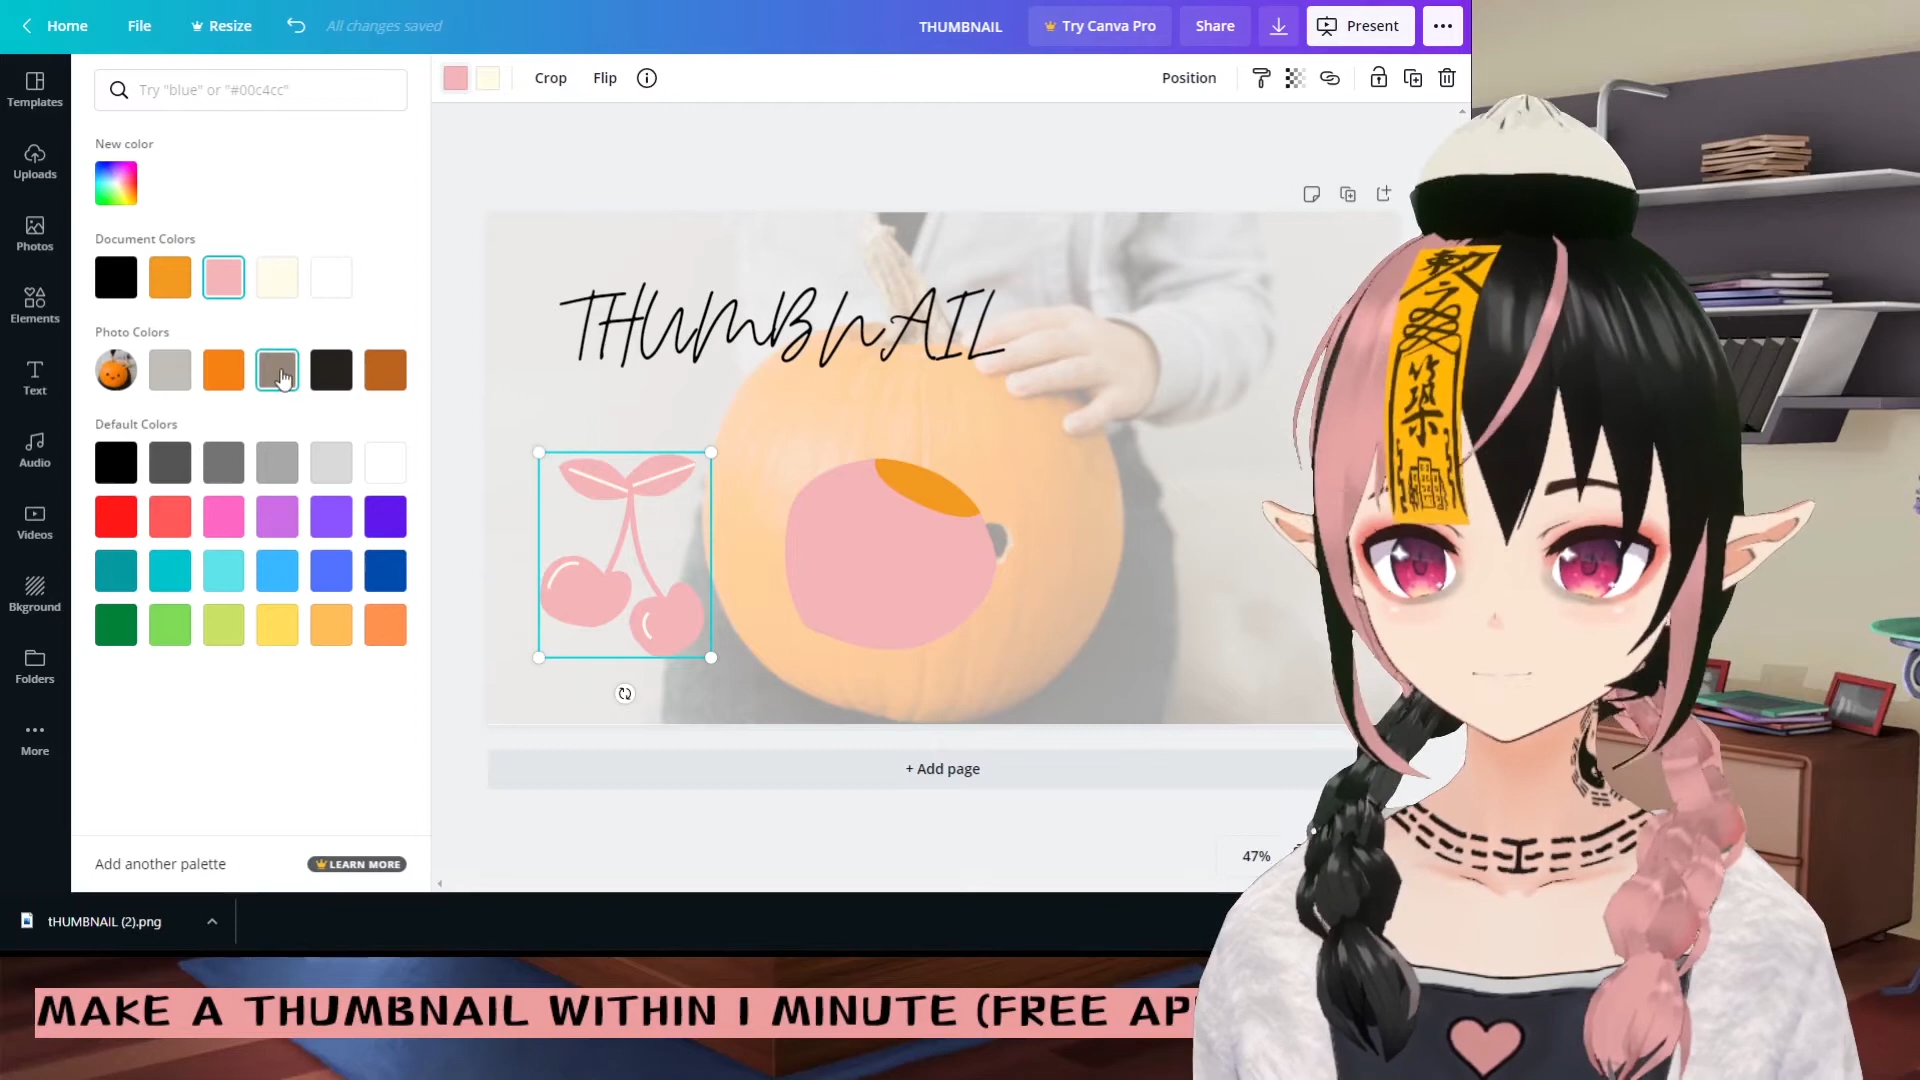 Home
File
Resize
All changes saved
THUMBNAIL
Try Canva Pro
Share
Present
Templates
Uploads
Photos
Elements
Text
Audio
Videos
Bkground
Folders
More
Try "blue" or "#00c4cc"
New color
Document Colors
Photo Colors
Default Colors
Add another palette
LEARN MORE
Crop
Flip
Position
THUMBNAIL
+ Add page
47%
tHUMBNAIL (2).png
MAKE A THUMBNAIL WITHIN 1 MINUTE (FREE AP